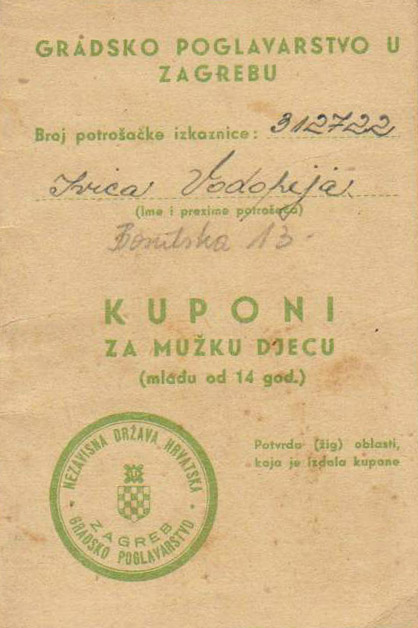 GRADSKO POGLAVARSTVO U
ZAGREBU
Broj potrošačke izkaznice: 312722
Ivica Vodopija
(Ime i prezime potrošača)
13
KUPONI
ZA MUŽKU DJECU
(mlađu od 14 god.)
NEZAVISNA DRŽAVA HRVATSKA
ZAGREB
GRADSKO POGLAVARSTVO
Potvrda (žig) oblasti,
koja je izdala kupone